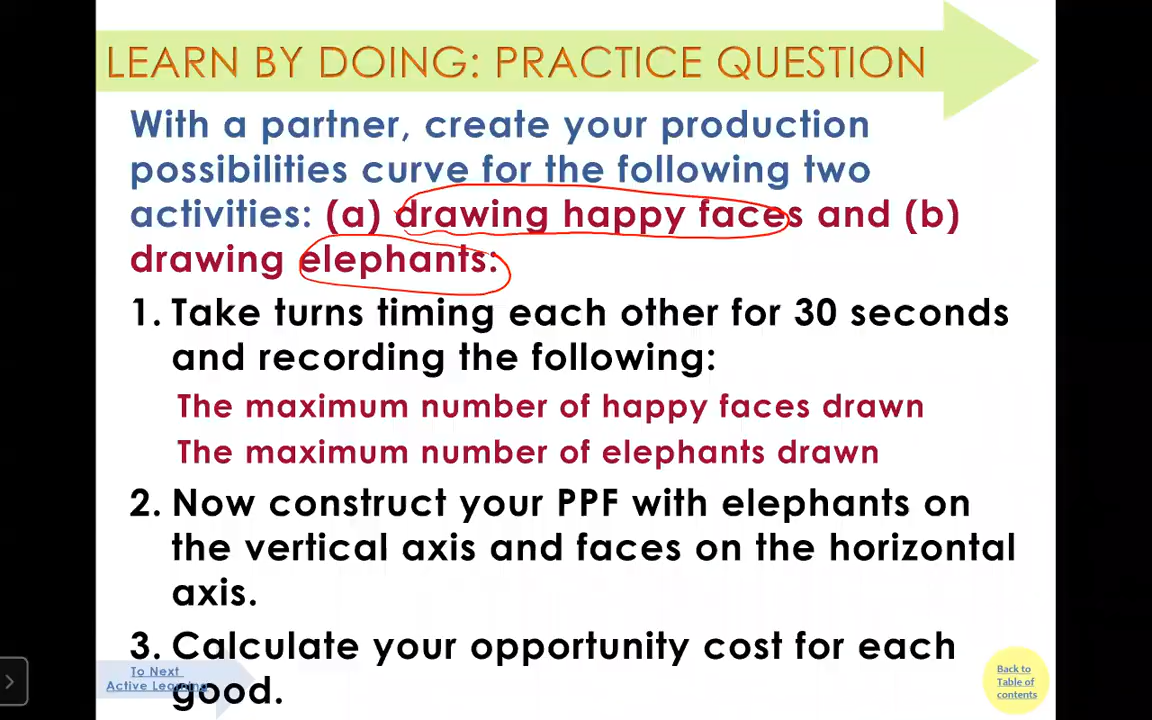 LEARN BY DOING: PRACTICE QUESTION
With a partner, create your production
possibilities curve for the following two
activities: (a) drawing happy faces and (b)
drawing elephants:
1. Take turns timing each other for 30 seconds
and recording the following:
The maximum number of happy faces drawn
The maximum number of elephants drawn
2. Now construct your PPF with elephants on
the vertical axis and faces on the horizontal
axis.
3. Calculate your opportunity cost for each
good.
To Next
Active Learning
Back to
Table of
contents